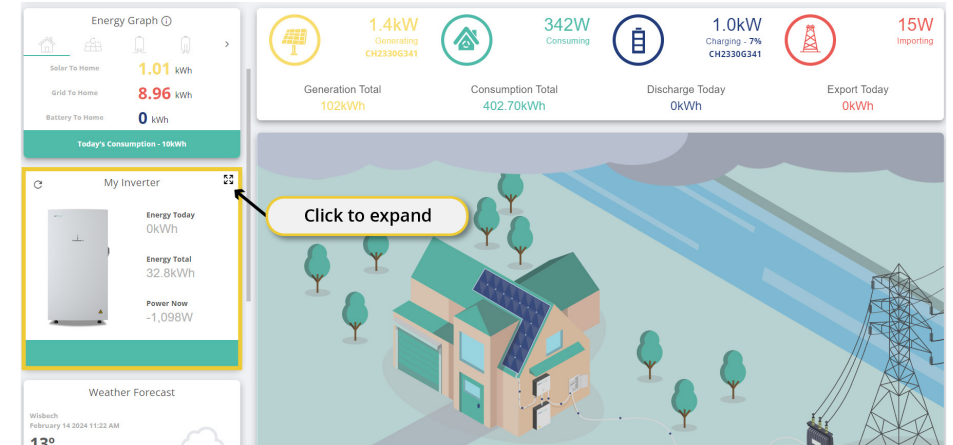 Energy Graph
Solar To Home 1.01 kWh
Grid To Home 8.96 kWh
Battery To Home 0 kWh
Today's Consumption - 10kWh
My Inverter
Energy Today
0kWh
Energy Total
32.8kWh
Power Now
-1,098W
Weather Forecast
Wisbech
February 14 2024 11:22 AM
13°
1.4kW
Generating
CH2330G341
Generation Total
102kWh
342W
Consuming
Consumption Total
402.70kWh
1.0kW
Charging - 7%
CH2330G341
Discharge Today
0kWh
15W
Importing
Export Today
0kWh
Click to expand